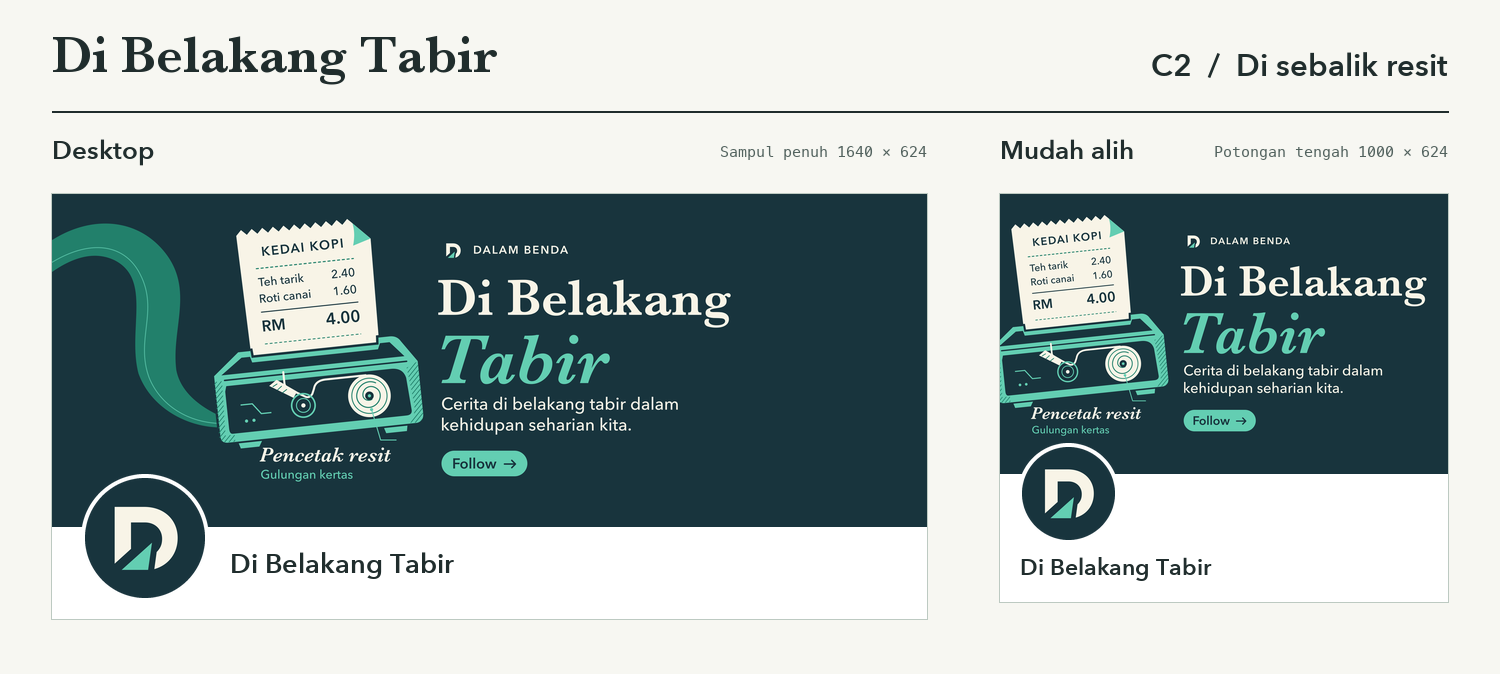 Di Belakang Tabir
C2 / Di sebalik resit
Desktop
Sampul penuh 1640 × 624
KEDAI KOPI
Teh tarik 2.40
Roti canai 1.60
RM 4.00
Pencetak resit
Gulungan kertas
DALAM BENDA
Di Belakang
Tabir
Cerita di belakang tabir dalam
kehidupan seharian kita.
Follow →
Di Belakang Tabir
Mudah alih
Potongan tengah 1000 × 624
KEDAI KOPI
Teh tarik 2.40
Roti canai 1.60
RM 4.00
Pencetak resit
Gulungan kertas
DALAM BENDA
Di Belakang
Tabir
Cerita di belakang tabir dalam
kehidupan seharian kita.
Follow →
Di Belakang Tabir